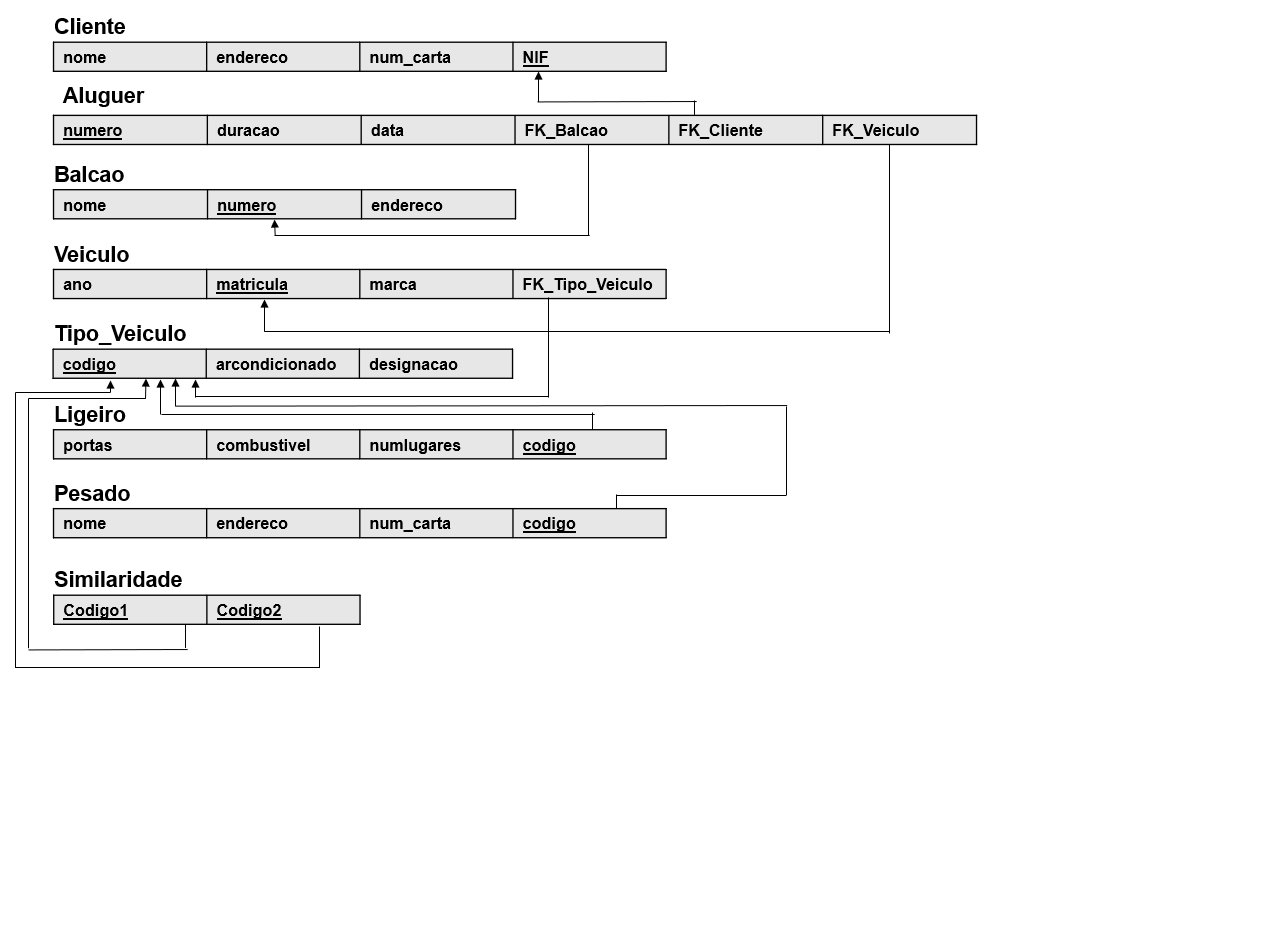 Cliente
nome endereco num_carta NIF
Aluguer
numero duracao data FK_Balcao FK_Cliente FK_Veiculo
Balcao
nome numero endereco
Veiculo
ano matricula marca FK_Tipo_Veiculo
Tipo_Veiculo
codigo arcondicionado designacao
Ligeiro
portas combustivel numlugares codigo
Pesado
nome endereco num_carta codigo
Similaridade
Codigo1 Codigo2